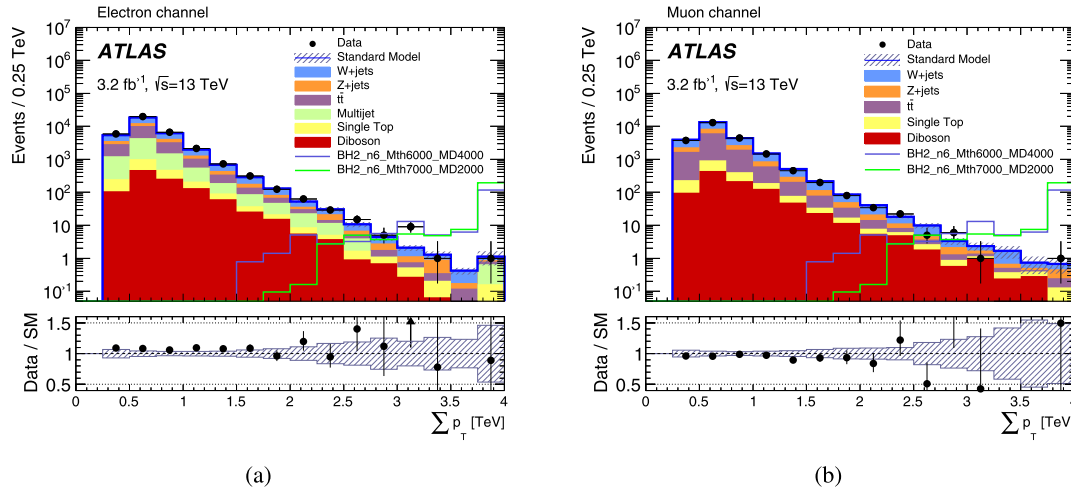 Electron channel
Events / 0.25 TeV
10⁷
10⁶
10⁵
10⁴
10³
10²
10
1
10⁻¹
ATLAS
3.2 fb⁻¹, √s=13 TeV
Data
Standard Model
W+jets
Z+jets
tt̄
Multijet
Single Top
Diboson
BH2_n6_Mth6000_MD4000
BH2_n6_Mth7000_MD2000
Data / SM
1.5
1
0.5
0 0.5 1 1.5 2 2.5 3 3.5 4
∑ p_T [TeV]
(a)
Muon channel
Events / 0.25 TeV
10⁷
10⁶
10⁵
10⁴
10³
10²
10
1
10⁻¹
ATLAS
3.2 fb⁻¹, √s=13 TeV
Data
Standard Model
W+jets
Z+jets
tt̄
Single Top
Diboson
BH2_n6_Mth6000_MD4000
BH2_n6_Mth7000_MD2000
Data / SM
1.5
1
0.5
0 0.5 1 1.5 2 2.5 3 3.5 4
∑ p_T [TeV]
(b)